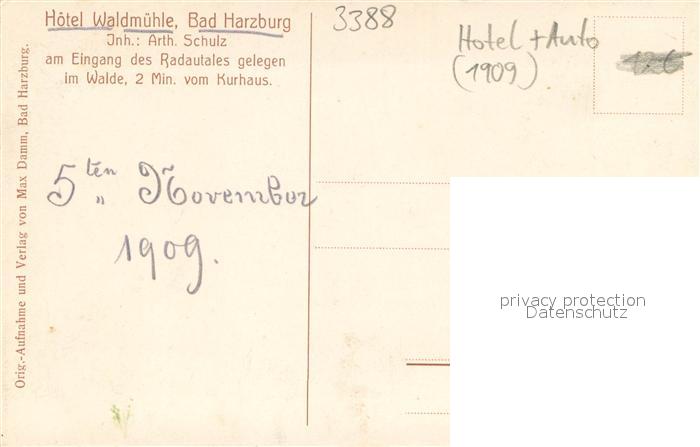 Hôtel Waldmühle, Bad Harzburg
Jnh.: Arth. Schulz
am Eingang des Radautales gelegen
im Walde, 2 Min. vom Kurhaus.
3388
Hotel + Auto
(1909)
Orig.-Aufnahme und Verlag von Max Damm, Bad Harzburg.
5ten November
1909.
privacy protection
Datenschutz